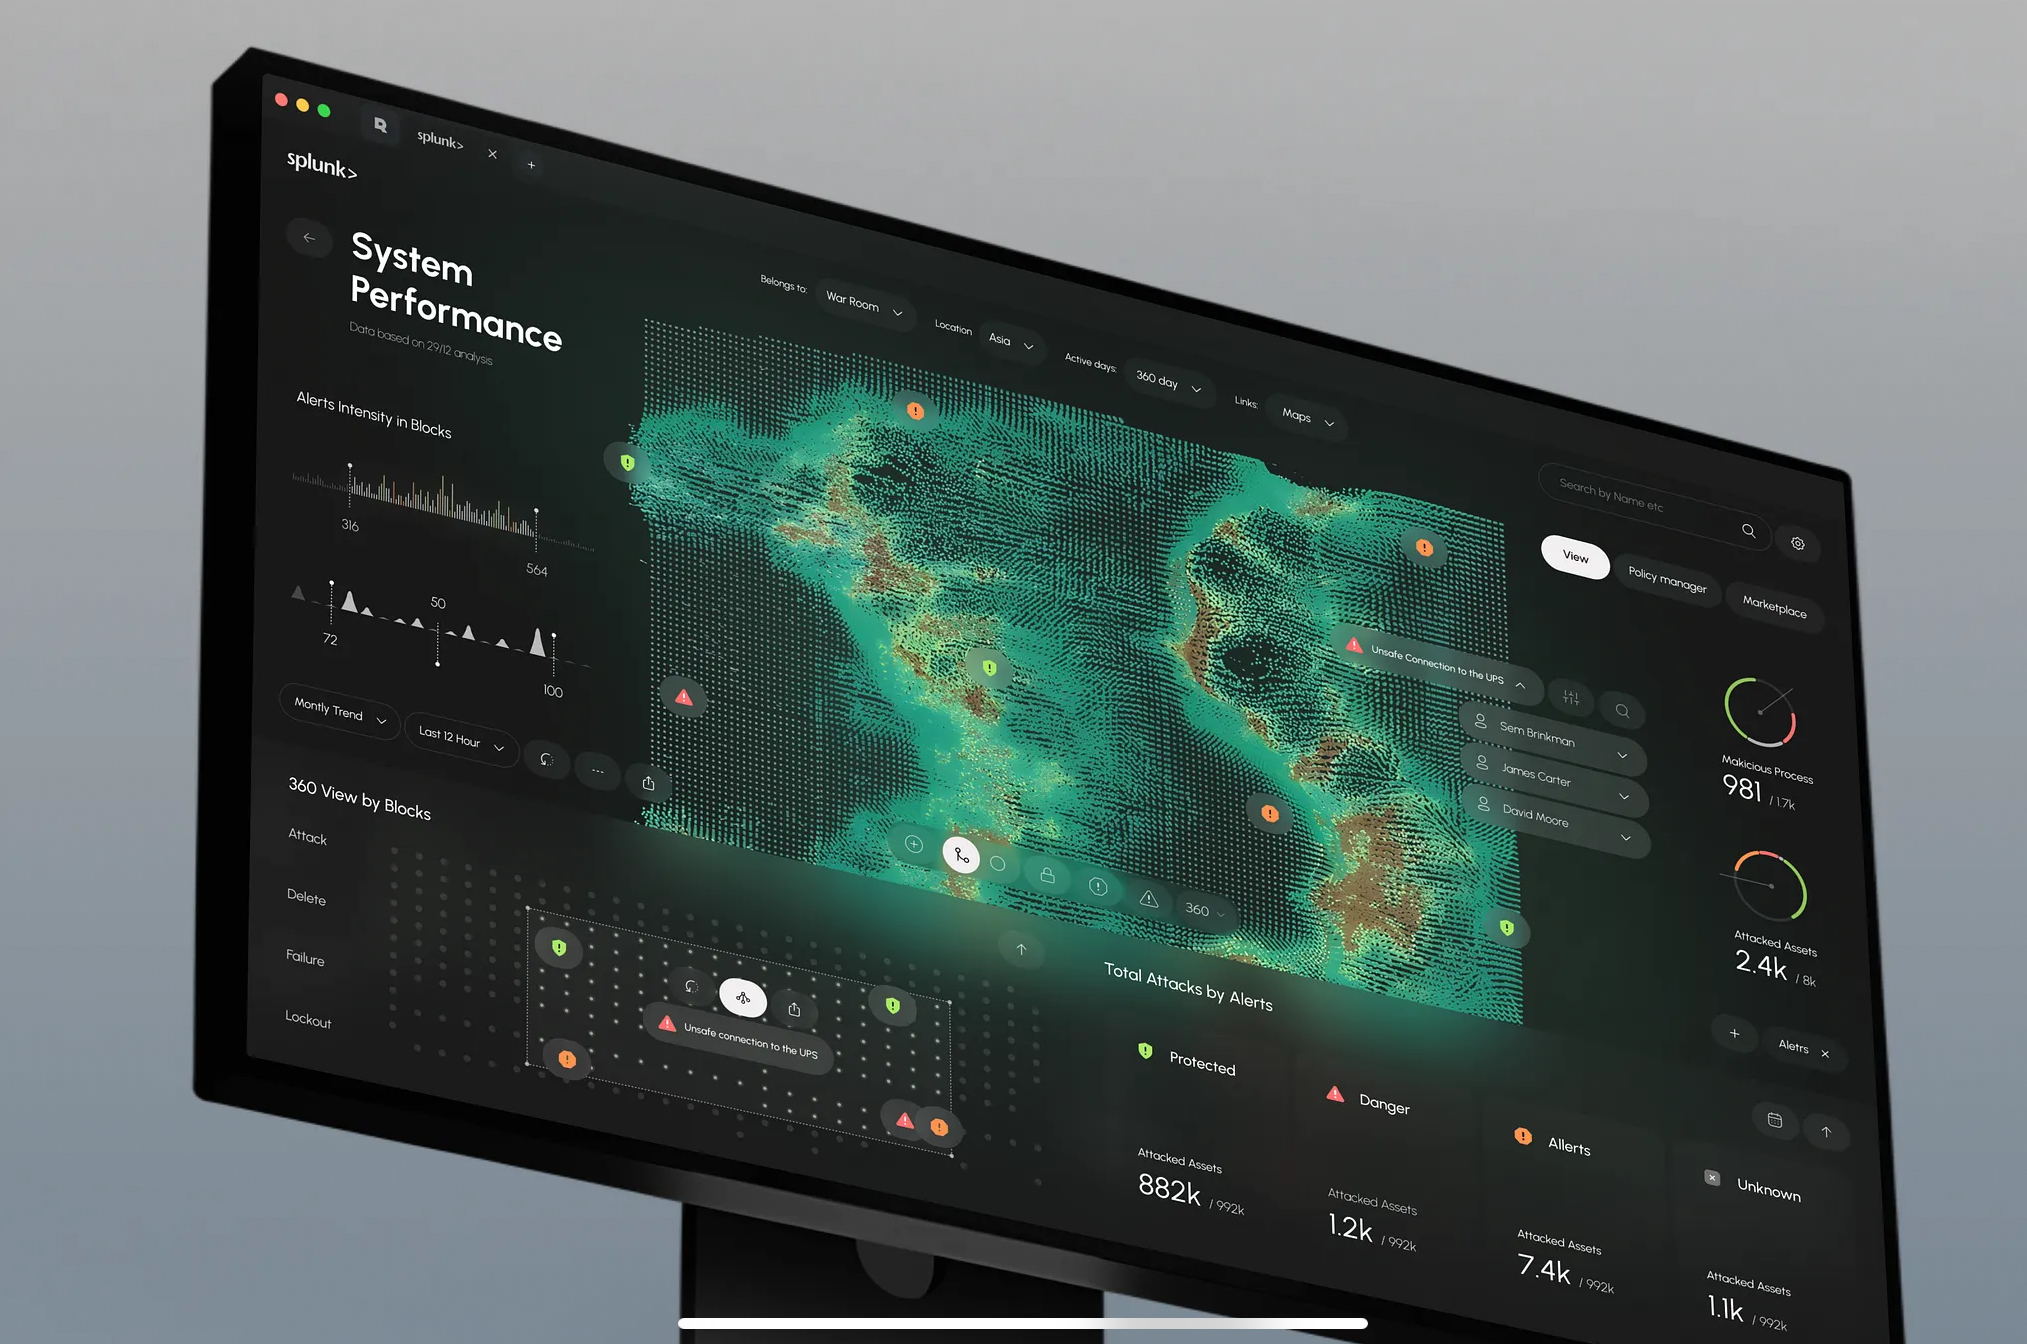 splunk>
splunk>
System
Performance
Data based on 29/12 analysis
Belongs to:
War Room
Location
Asia
Active days:
360 day
Links:
Maps
Alerts Intensity in Blocks
316
564
50
72
100
Montly Trend
Last 12 Hour
Search by Name etc
View
Policy manager
Marketplace
Unsafe Connection to the UPS
Sem Brinkman
James Carter
David Moore
Makicious Process
981 / 1.7k
Attacked Assets
2.4k / 8k
Aletrs
360
360 View by Blocks
Attack
Delete
Failure
Lockout
Unsafe connection to the UPS
Total Attacks by Alerts
Protected
Attacked Assets
882k / 992k
Danger
Attacked Assets
1.2k / 992k
Allerts
Attacked Assets
7.4k / 992k
Unknown
Attacked Assets
1.1k / 992k